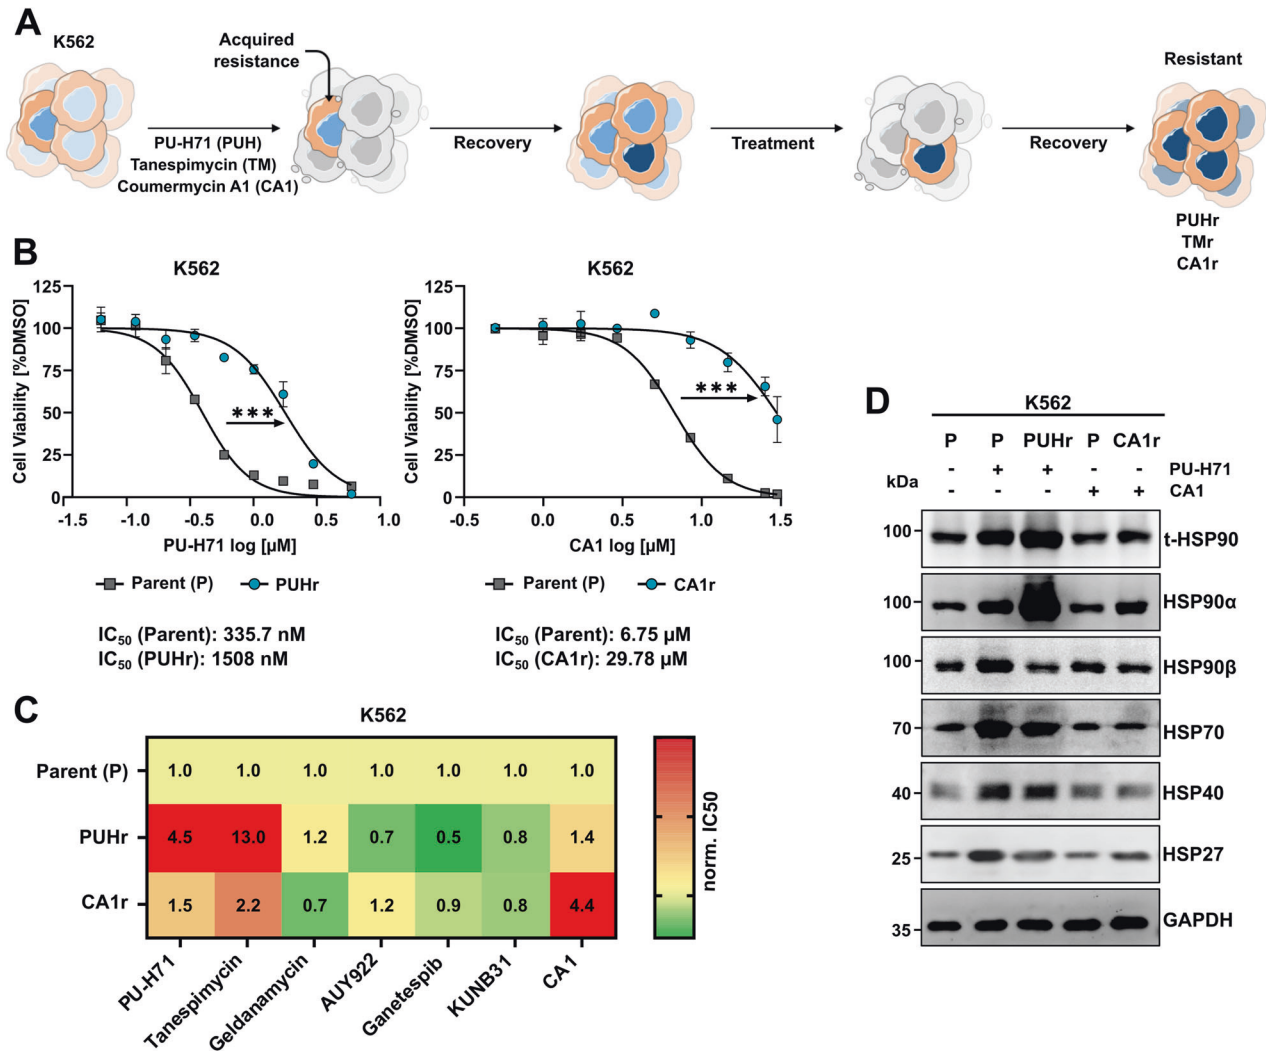 A
K562
Acquired
resistance
PU-H71 (PUH)
Tanespimycin (TM)
Coumermycin A1 (CA1)
Recovery
Treatment
Recovery
Resistant
PUHr
TMr
CA1r
B
K562
Cell Viability [%DMSO]
125
100
75
50
25
0
***
-1.5
-1.0
-0.5
0.0
0.5
1.0
PU-H71 log [µM]
Parent (P)
PUHr
IC50 (Parent): 335.7 nM
IC50 (PUHr): 1508 nM
K562
Cell Viability [%DMSO]
125
100
75
50
25
0
***
-0.5
0.0
0.5
1.0
1.5
CA1 log [µM]
Parent (P)
CA1r
IC50 (Parent): 6.75 µM
IC50 (CA1r): 29.78 µM
C
K562
Parent (P) 1.0 1.0 1.0 1.0 1.0 1.0 1.0
PUHr 4.5 13.0 1.2 0.7 0.5 0.8 1.4
CA1r 1.5 2.2 0.7 1.2 0.9 0.8 4.4
PU-H71
Tanespimycin
Geldanamycin
AUY922
Ganetespib
KUNB31
CA1
norm. IC50
D
K562
P P PUHr P CA1r
- + + - - PU-H71
- - - + + CA1
kDa
100 t-HSP90
100 HSP90α
100 HSP90β
70 HSP70
40 HSP40
25 HSP27
35 GAPDH